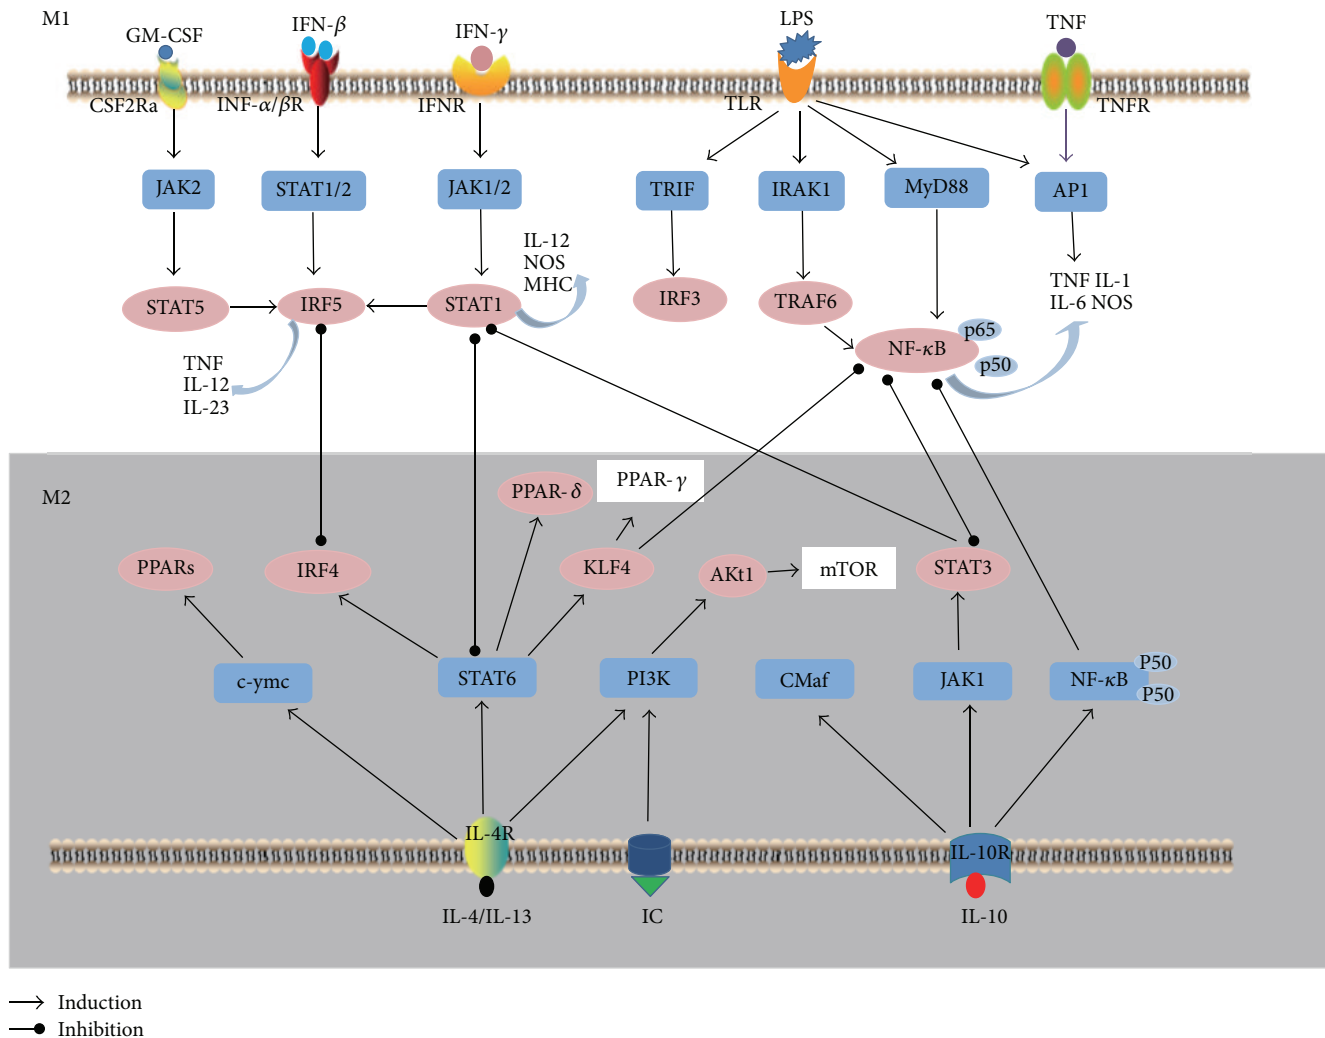 M1
GM-CSF
IFN-β
IFN-γ
LPS
TNF
CSF2Ra
INF-α/βR
IFNR
TLR
TNFR
JAK2
STAT1/2
JAK1/2
TRIF
IRAK1
MyD88
AP1
IL-12
NOS
MHC
STAT5
IRF5
STAT1
IRF3
TRAF6
TNF IL-1
IL-6 NOS
NF-κB
p65
p50
TNF
IL-12
IL-23
M2
PPAR-δ
PPAR-γ
PPARs
IRF4
KLF4
AKt1
mTOR
STAT3
c-ymc
STAT6
PI3K
CMaf
JAK1
NF-κB
P50
P50
IL-4R
IL-10R
IL-4/IL-13
IC
IL-10
Induction
Inhibition